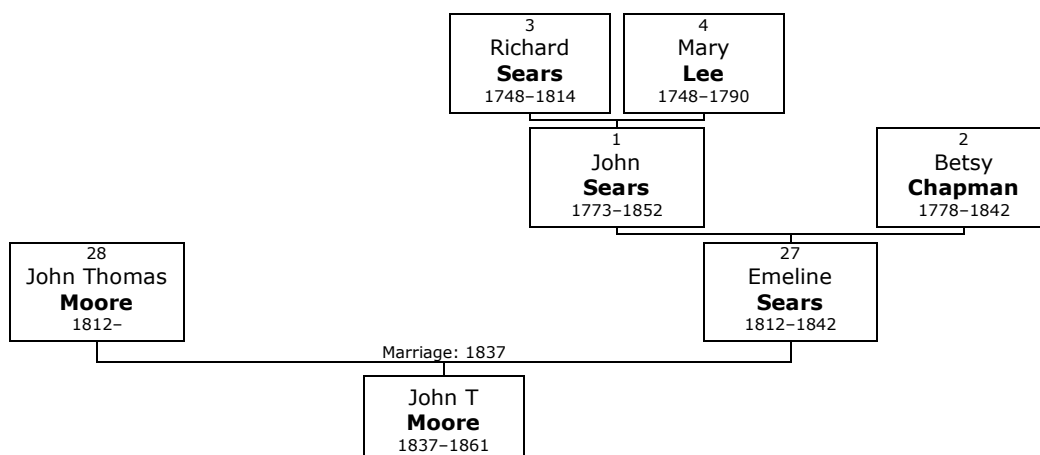 3
Richard
Sears
1748–1814
4
Mary
Lee
1748–1790
1
John
Sears
1773–1852
2
Betsy
Chapman
1778–1842
28
John Thomas
Moore
1812–
27
Emeline
Sears
1812–1842
Marriage: 1837
John T
Moore
1837–1861